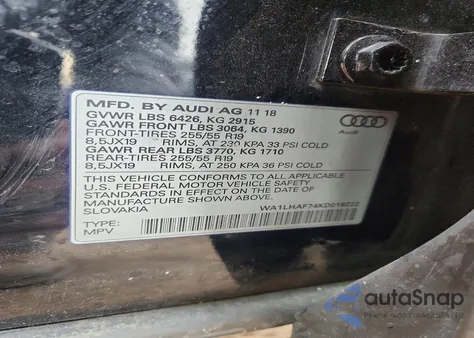 MFD. BY AUDI AG 11 18
GVWR LBS 6426, KG 2915
GAWR FRONT LBS 3064, KG 1390
FRONT-TIRES 255/55 R19
8,5JX19 RIMS, AT 230 KPA 33 PSI COLD
GAWR REAR LBS 3770, KG 1710
REAR-TIRES 255/55 R19
8,5JX19 RIMS, AT 250 KPA 36 PSI COLD
Audi
THIS VEHICLE CONFORMS TO ALL APPLICABLE
U.S. FEDERAL MOTOR VEHICLE SAFETY
STANDARDS IN EFFECT ON THE DATE OF
MANUFACTURE SHOWN ABOVE.
SLOVAKIA
WA1LHAF74KD019222
TYPE:
MPV
autoSnap